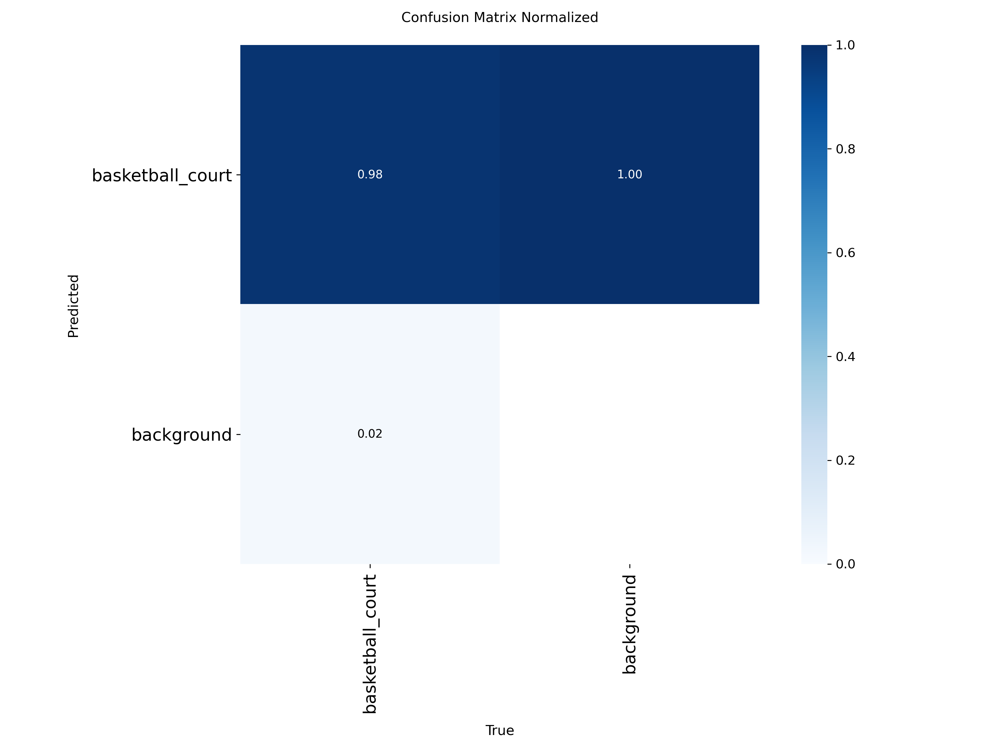 Confusion Matrix Normalized
basketball_court
0.98
1.00
background
0.02
Predicted
basketball_court
background
True
1.0
0.8
0.6
0.4
0.2
0.0